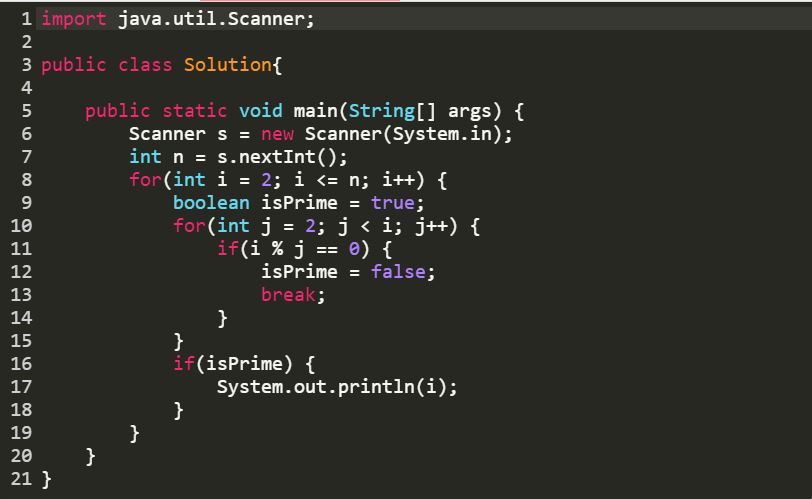 1 import java.util.Scanner;
2
3 public class Solution{
4
5     public static void main(String[] args) {
6         Scanner s = new Scanner(System.in);
7         int n = s.nextInt();
8         for(int i = 2; i <= n; i++) {
9             boolean isPrime = true;
10             for(int j = 2; j < i; j++) {
11                 if(i % j == 0) {
12                     isPrime = false;
13                     break;
14                 }
15             }
16             if(isPrime) {
17                 System.out.println(i);
18             }
19         }
20     }
21 }